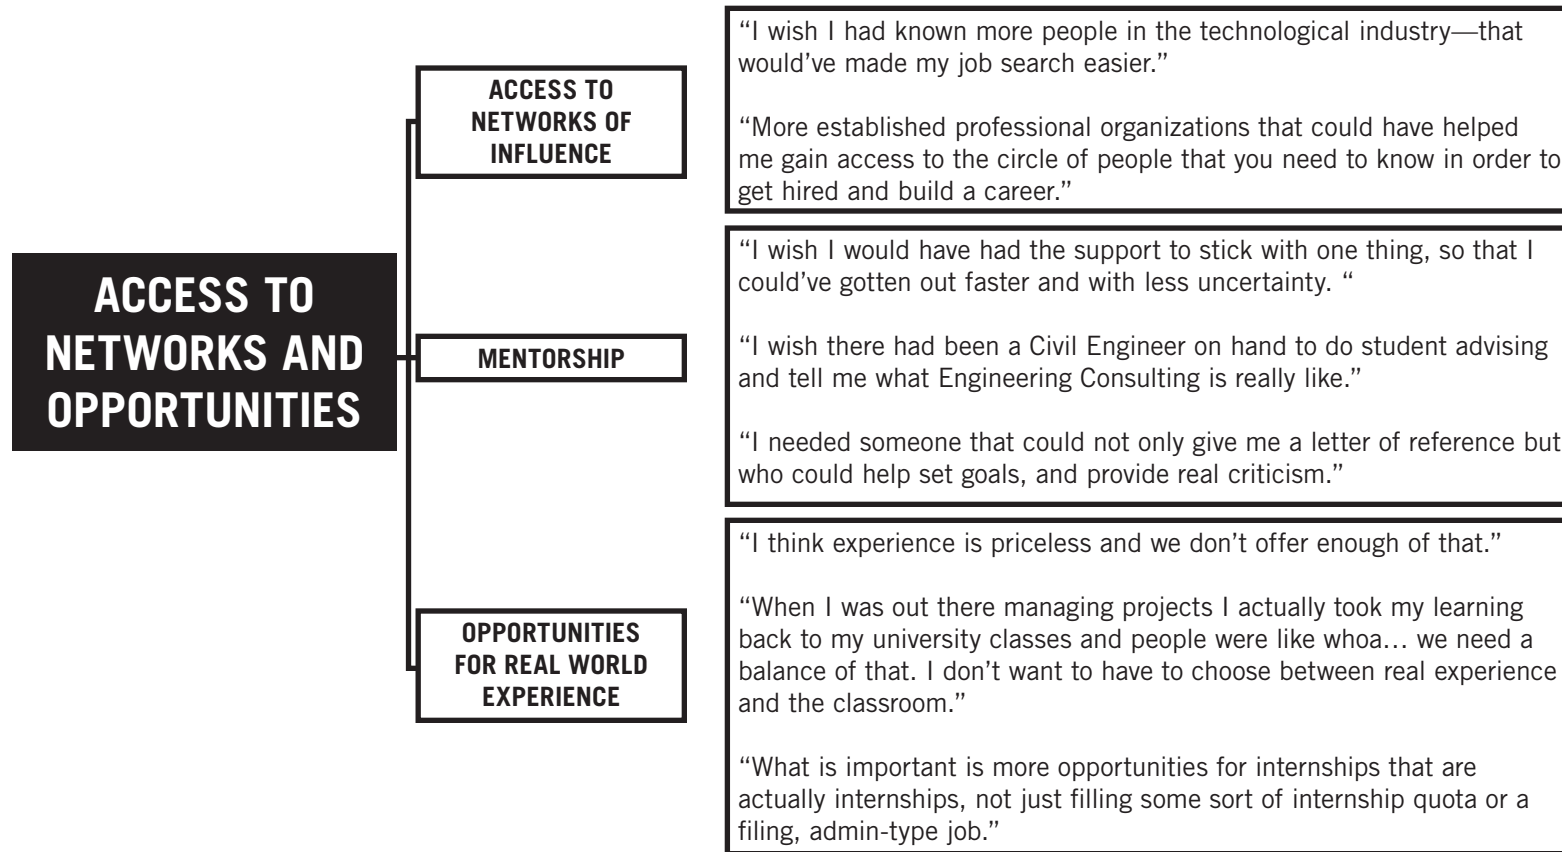 ACCESS TO
NETWORKS AND
OPPORTUNITIES
ACCESS TO
NETWORKS OF
INFLUENCE
“I wish I had known more people in the technological industry—that
would’ve made my job search easier.”
“More established professional organizations that could have helped
me gain access to the circle of people that you need to know in order to
get hired and build a career.”
MENTORSHIP
“I wish I would have had the support to stick with one thing, so that I
could’ve gotten out faster and with less uncertainty. “
“I wish there had been a Civil Engineer on hand to do student advising
and tell me what Engineering Consulting is really like.”
“I needed someone that could not only give me a letter of reference but
who could help set goals, and provide real criticism.”
OPPORTUNITIES
FOR REAL WORLD
EXPERIENCE
“I think experience is priceless and we don’t offer enough of that.”
“When I was out there managing projects I actually took my learning
back to my university classes and people were like whoa… we need a
balance of that. I don’t want to have to choose between real experience
and the classroom.”
“What is important is more opportunities for internships that are
actually internships, not just filling some sort of internship quota or a
filing, admin-type job.”